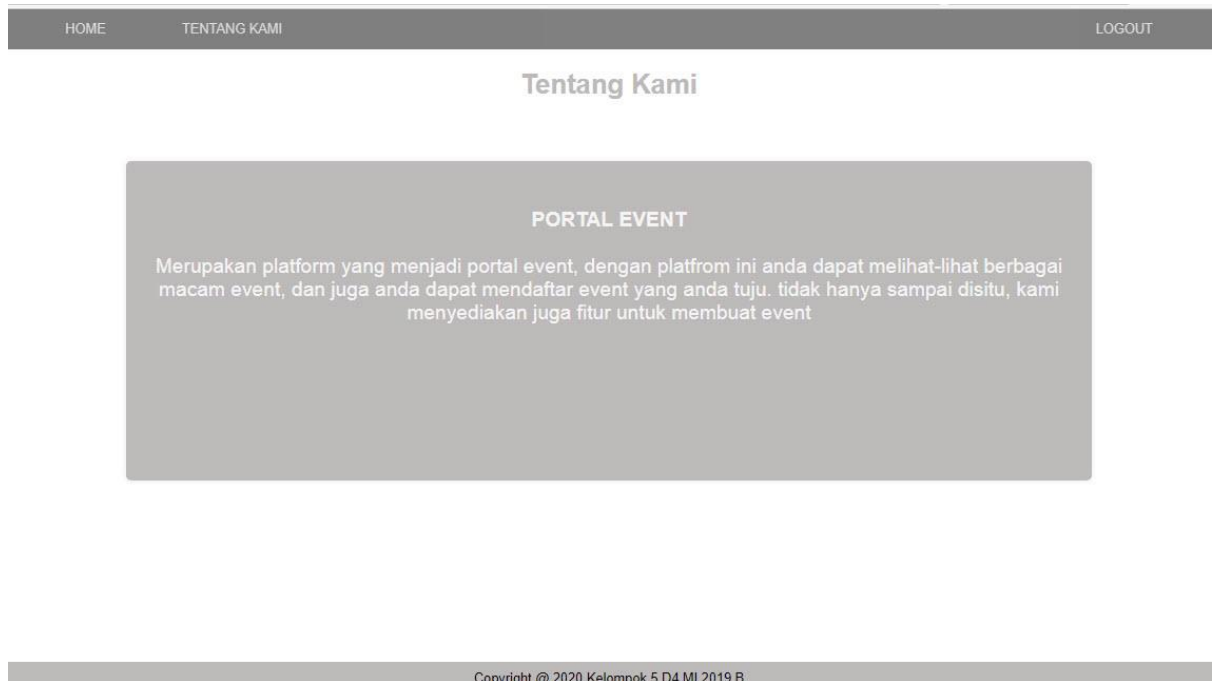 HOME TENTANG KAMI LOGOUT
Tentang Kami
PORTAL EVENT
Merupakan platform yang menjadi portal event, dengan platfrom ini anda dapat melihat-lihat berbagai
macam event, dan juga anda dapat mendaftar event yang anda tuju. tidak hanya sampai disitu, kami
menyediakan juga fitur untuk membuat event
Copyright @ 2020 Kelompok 5 D4 MI 2019 B